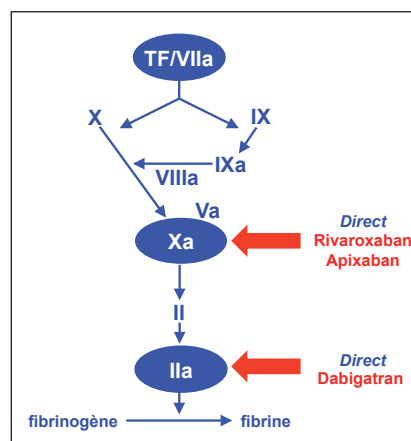 TF/VIIa
X
IX
IXa
VIIIa
Va
Xa
Direct
Rivaroxaban
Apixaban
II
IIa
Direct
Dabigatran
fibrinogène
fibrine